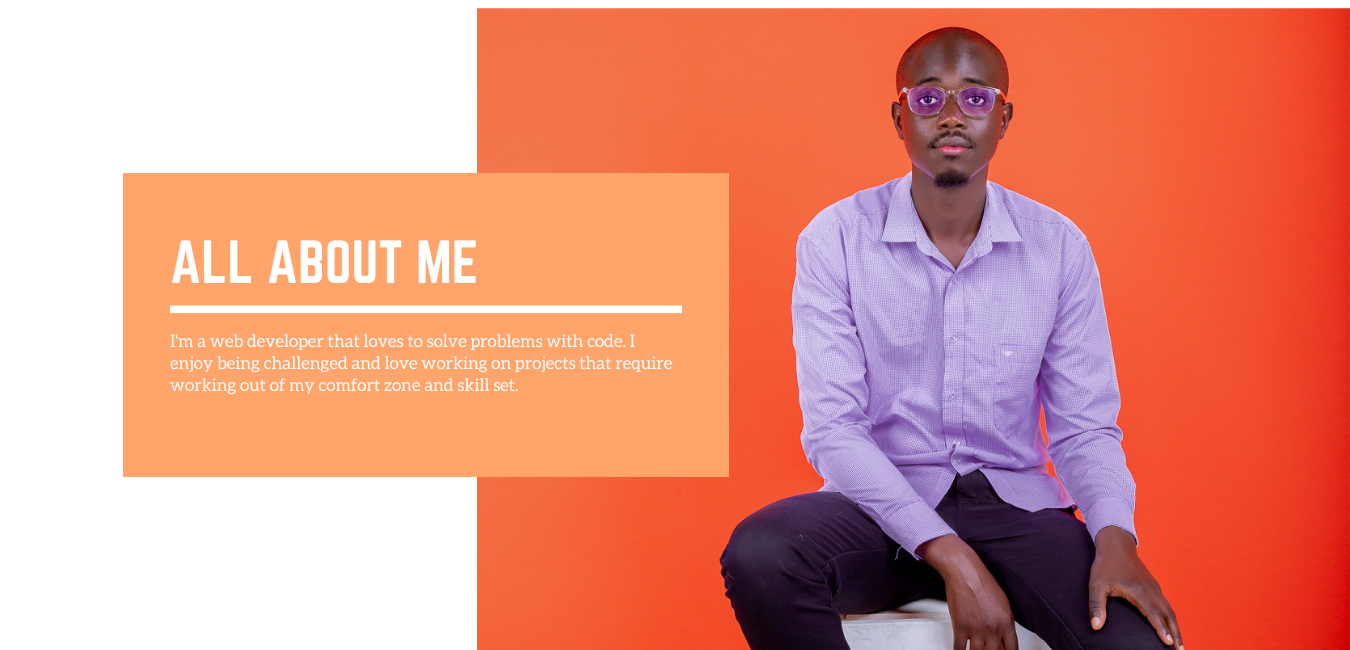 ALL ABOUT ME
I'm a web developer that loves to solve problems with code. I
enjoy being challenged and love working on projects that require
working out of my comfort zone and skill set.